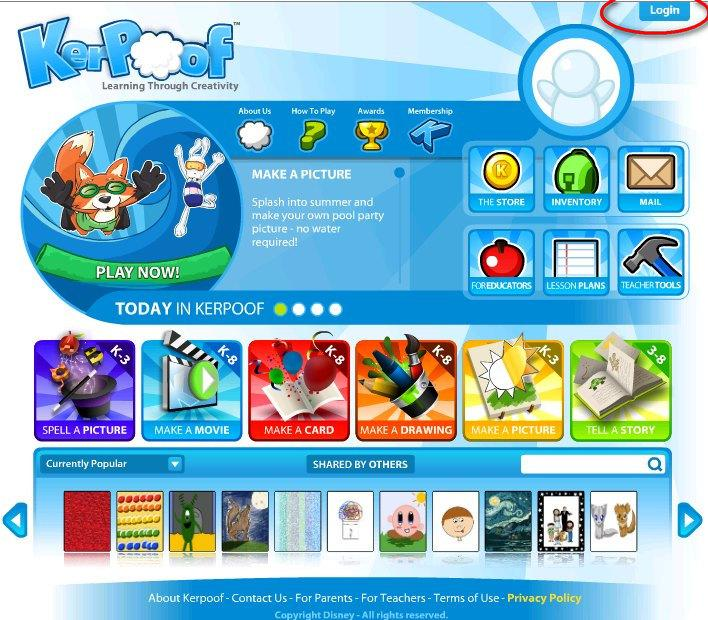 Login
KerPoof™
Learning Through Creativity
About Us
How To Play
Awards
Membership
K
MAKE A PICTURE
Splash into summer and
make your own pool party
picture - no water
required!
PLAY NOW!
TODAY IN KERPOOF
K
THE STORE
INVENTORY
MAIL
FOR EDUCATORS
LESSON PLANS
TEACHER TOOLS
K-3
SPELL A PICTURE
K-8
MAKE A MOVIE
K-8
MAKE A CARD
K-8
MAKE A DRAWING
K-3
MAKE A PICTURE
3-8
TELL A STORY
Currently Popular
SHARED BY OTHERS
About Kerpoof - Contact Us - For Parents - For Teachers - Terms of Use - Privacy Policy
Copyright Disney - All rights reserved.